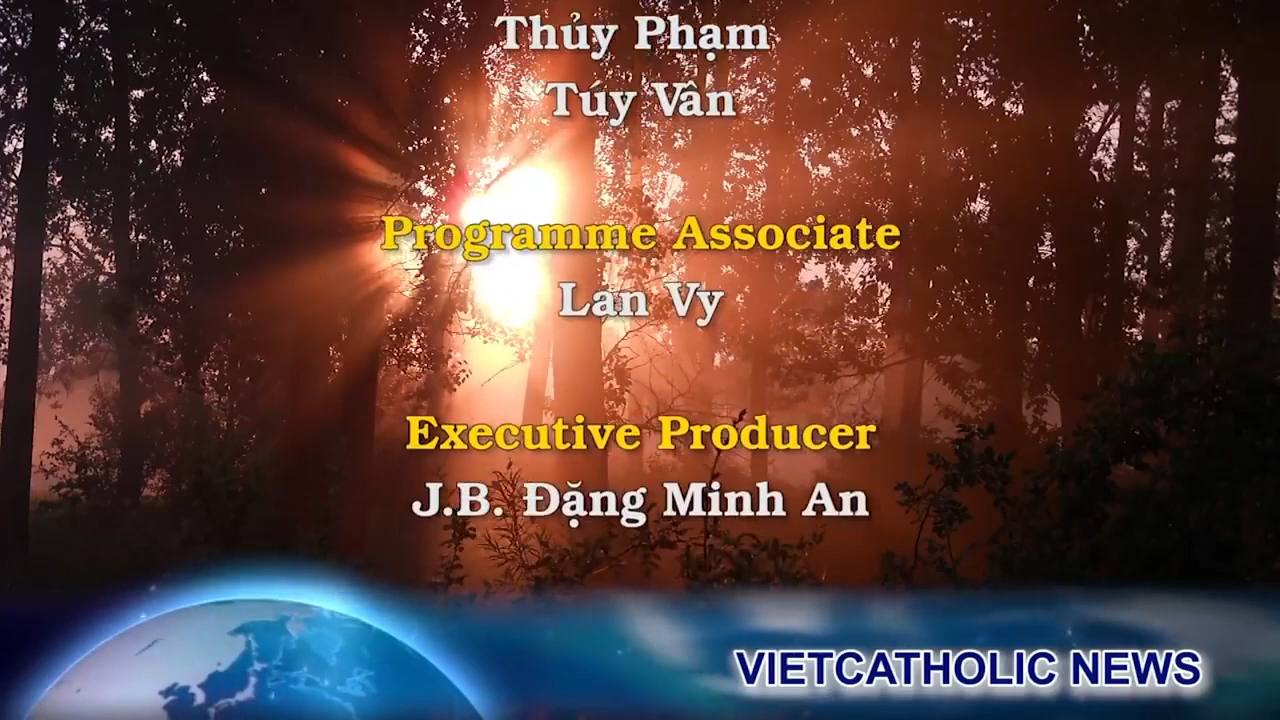 Thủy Phạm
Túy Vân
Programme Associate
Lan Vy
Executive Producer
J.B. Đặng Minh An
VIETCATHOLIC NEWS